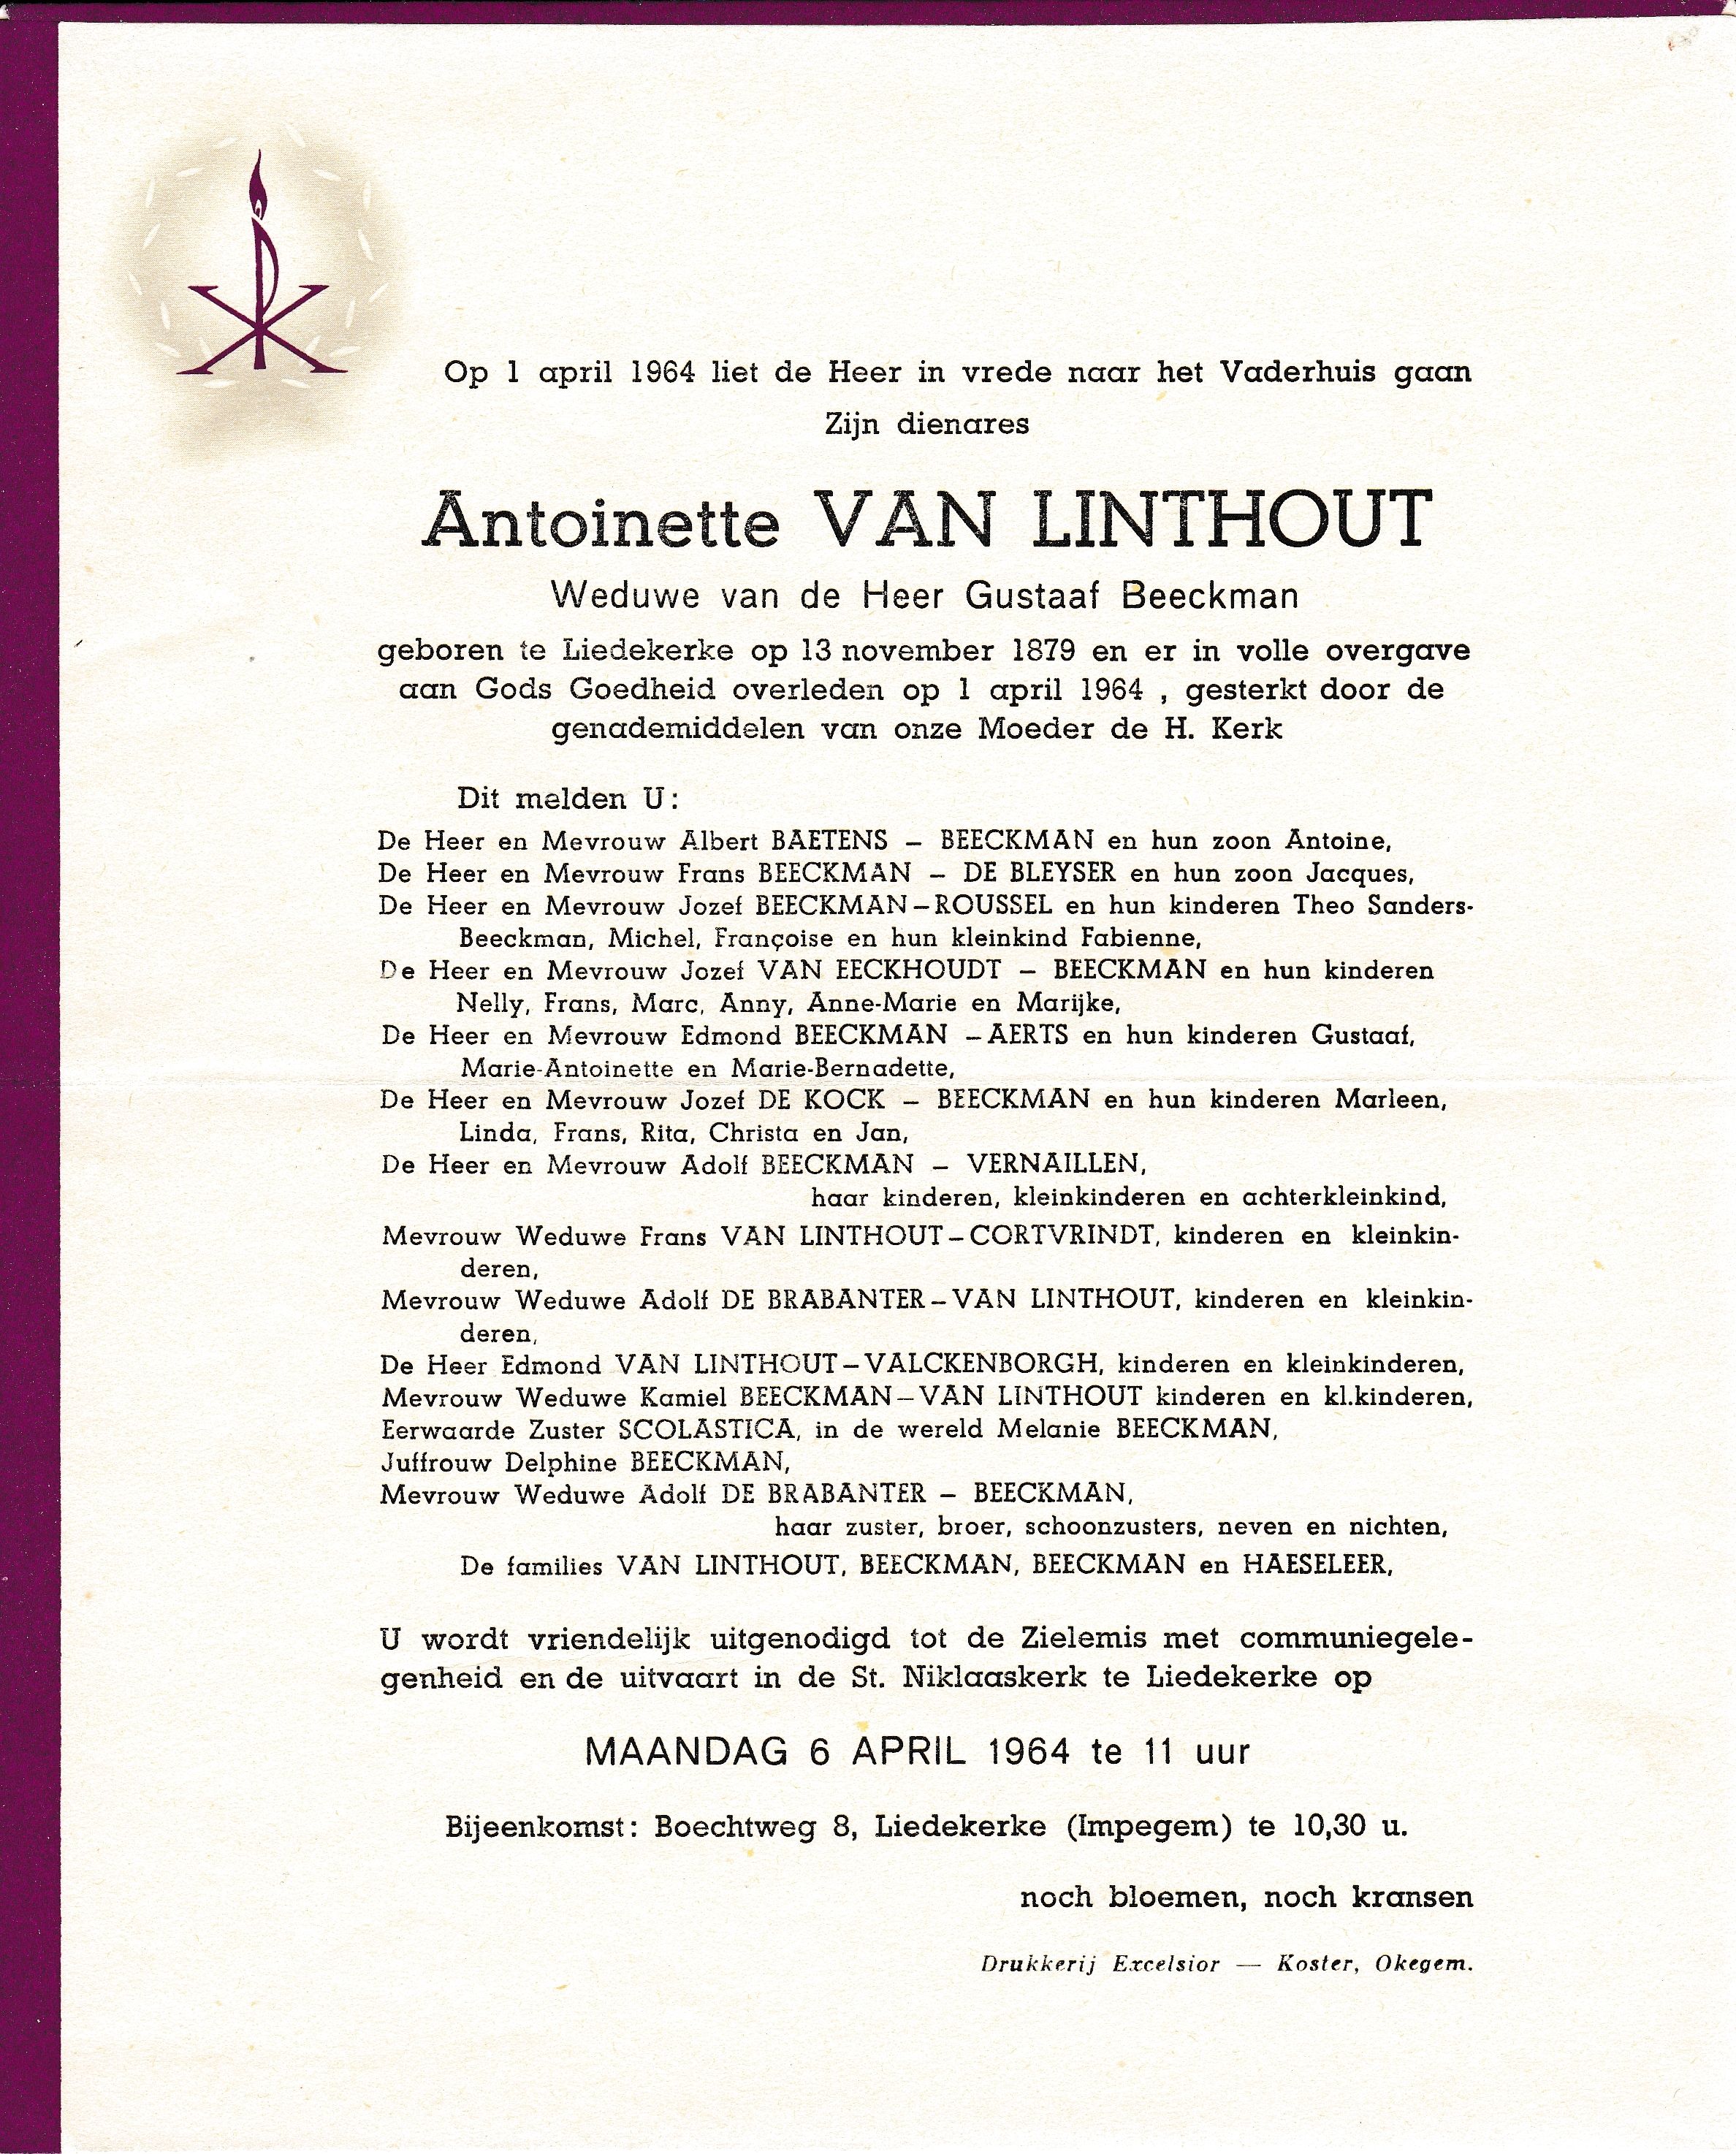 Op 1 april 1964 liet de Heer in vrede naar het Vaderhuis gaan
Zijn dienares
Antoinette VAN LINTHOUT
Weduwe van de Heer Gustaaf Beeckman
geboren te Liedekerke op 13 november 1879 en er in volle overgave
aan Gods Goedheid overleden op 1 april 1964 , gesterkt door de
genademiddelen van onze Moeder de H. Kerk
Dit melden U :
De Heer en Mevrouw Albert BAETENS – BEECKMAN en hun zoon Antoine,
De Heer en Mevrouw Frans BEECKMAN – DE BLEYSER en hun zoon Jacques,
De Heer en Mevrouw Jozef BEECKMAN – ROUSSEL en hun kinderen Theo Sanders-
Beeckman, Michel, Françoise en hun kleinkind Fabienne,
De Heer en Mevrouw Jozef VAN EECKHOUDT – BEECKMAN en hun kinderen
Nelly, Frans, Marc, Anny, Anne-Marie en Marijke,
De Heer en Mevrouw Edmond BEECKMAN – AERTS en hun kinderen Gustaaf,
Marie-Antoinette en Marie-Bernadette,
De Heer en Mevrouw Jozef DE KOCK – BEECKMAN en hun kinderen Marleen,
Linda, Frans, Rita, Christa en Jan,
De Heer en Mevrouw Adolf BEECKMAN – VERNAILLEN,
haar kinderen, kleinkinderen en achterkleinkind,
Mevrouw Weduwe Frans VAN LINTHOUT – CORTVRINDT, kinderen en kleinkin-
deren,
Mevrouw Weduwe Adolf DE BRABANTER – VAN LINTHOUT, kinderen en kleinkin-
deren,
De Heer Edmond VAN LINTHOUT – VALCKENBORGH, kinderen en kleinkinderen,
Mevrouw Weduwe Kamiel BEECKMAN – VAN LINTHOUT kinderen en kl.kinderen,
Eerwaarde Zuster SCOLASTICA, in de wereld Melanie BEECKMAN,
Juffrouw Delphine BEECKMAN,
Mevrouw Weduwe Adolf DE BRABANTER – BEECKMAN,
haar zuster, broer, schoonzusters, neven en nichten,
De families VAN LINTHOUT, BEECKMAN, BEECKMAN en HAESELEER,
U wordt vriendelijk uitgenodigd tot de Zielemis met communiegele-
genheid en de uitvaart in de St. Niklaaskerk te Liedekerke op
MAANDAG 6 APRIL 1964 te 11 uur
Bijeenkomst: Boechtweg 8, Liedekerke (Impegem) te 10,30 u.
noch bloemen, noch kransen
Drukkerij Excelsior — Koster, Okegem.